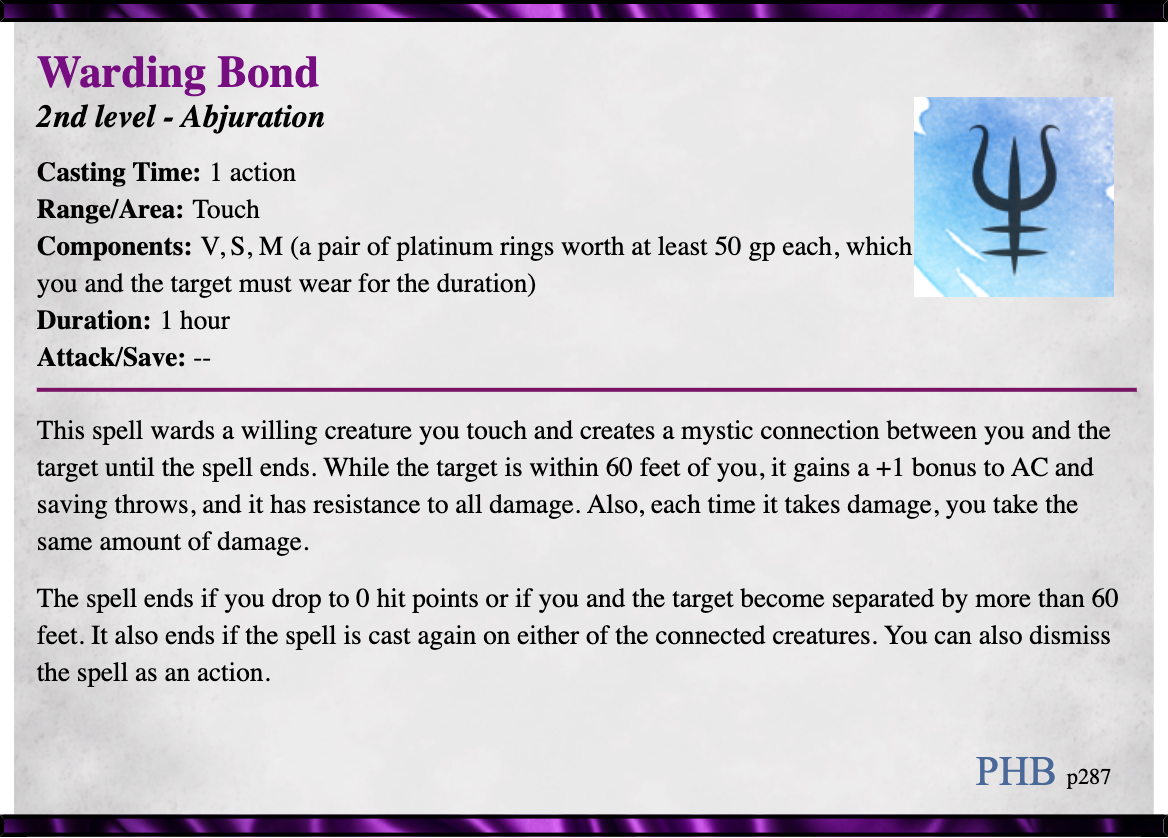 Warding Bond
2nd level - Abjuration
Casting Time: 1 action
Range/Area: Touch
Components: V, S, M (a pair of platinum rings worth at least 50 gp each, which
you and the target must wear for the duration)
Duration: 1 hour
Attack/Save: --
This spell wards a willing creature you touch and creates a mystic connection between you and the
target until the spell ends. While the target is within 60 feet of you, it gains a +1 bonus to AC and
saving throws, and it has resistance to all damage. Also, each time it takes damage, you take the
same amount of damage.
The spell ends if you drop to 0 hit points or if you and the target become separated by more than 60
feet. It also ends if the spell is cast again on either of the connected creatures. You can also dismiss
the spell as an action.
PHB p287